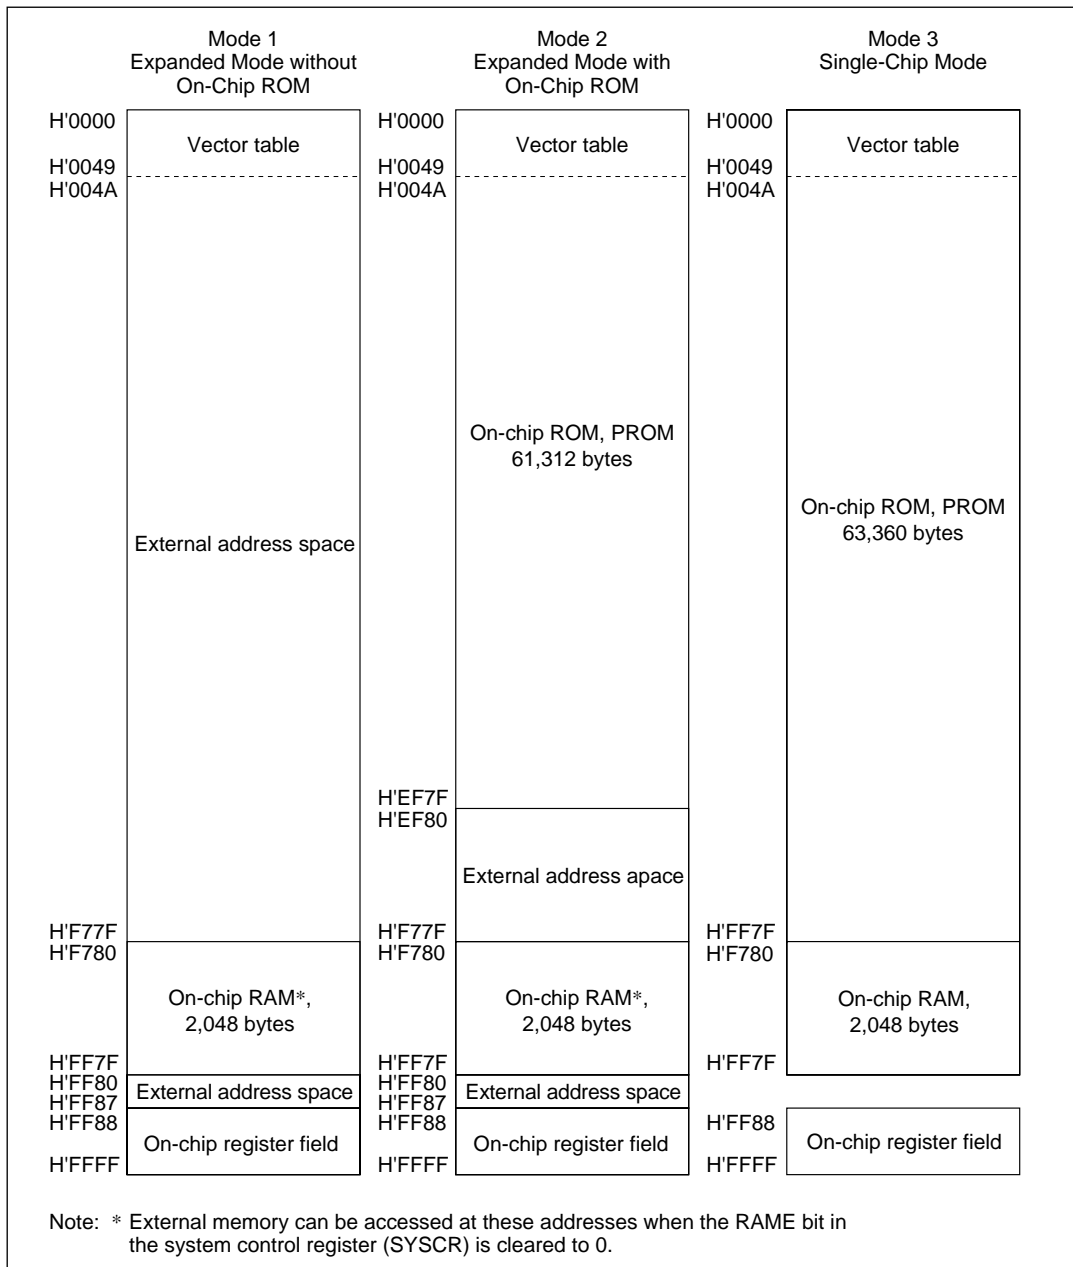 Mode 1
Expanded Mode without
On-Chip ROM
H'0000
Vector table
H'0049
H'004A
External address space
H'F77F
H'F780
On-chip RAM*,
2,048 bytes
H'FF7F
H'FF80
External address space
H'FF87
H'FF88
On-chip register field
H'FFFF
Mode 2
Expanded Mode with
On-Chip ROM
H'0000
Vector table
H'0049
H'004A
On-chip ROM, PROM
61,312 bytes
H'EF7F
H'EF80
External address apace
H'F77F
H'F780
On-chip RAM*,
2,048 bytes
H'FF7F
H'FF80
External address space
H'FF87
H'FF88
On-chip register field
H'FFFF
Mode 3
Single-Chip Mode
H'0000
Vector table
H'0049
H'004A
On-chip ROM, PROM
63,360 bytes
H'FF7F
H'F780
On-chip RAM,
2,048 bytes
H'FF7F
H'FF88
On-chip register field
H'FFFF
Note: * External memory can be accessed at these addresses when the RAME bit in
the system control register (SYSCR) is cleared to 0.